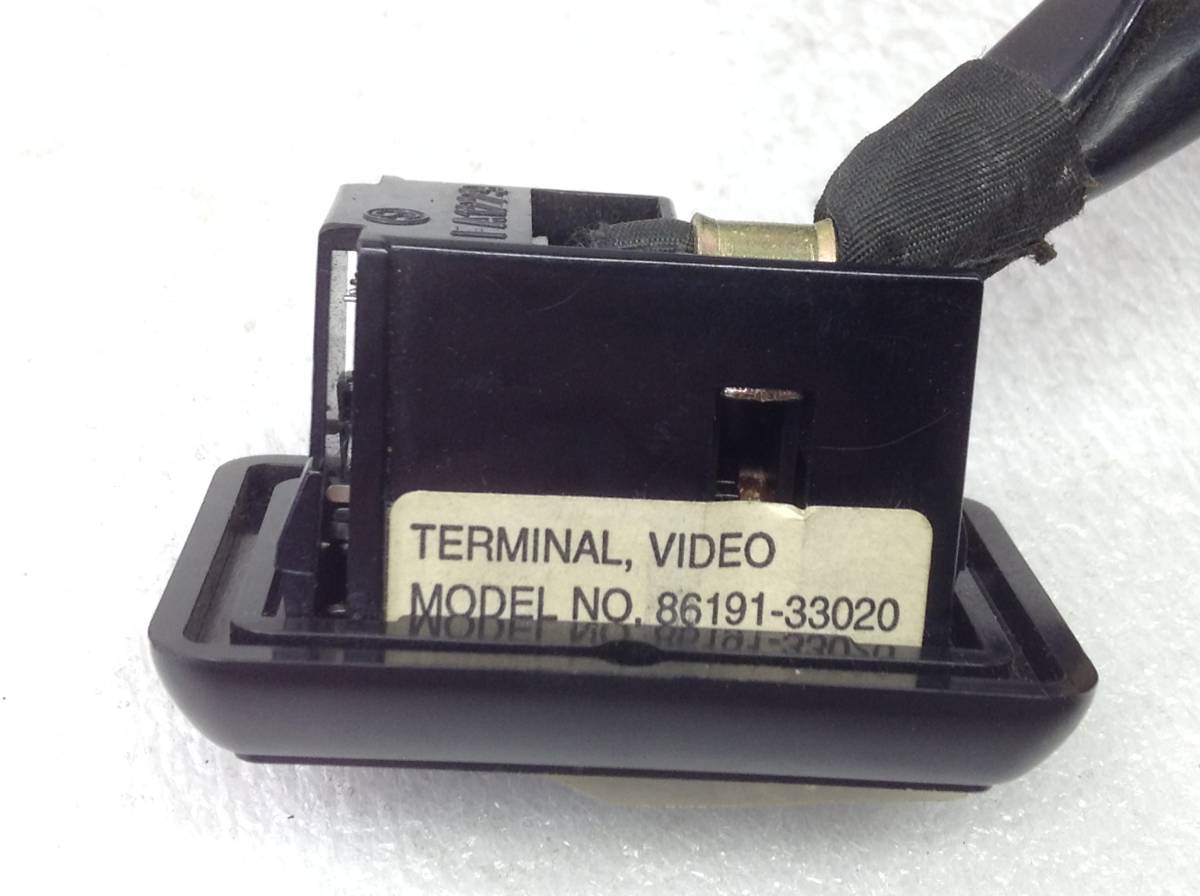 TERMINAL, VIDEO
MODEL NO. 86191-33020